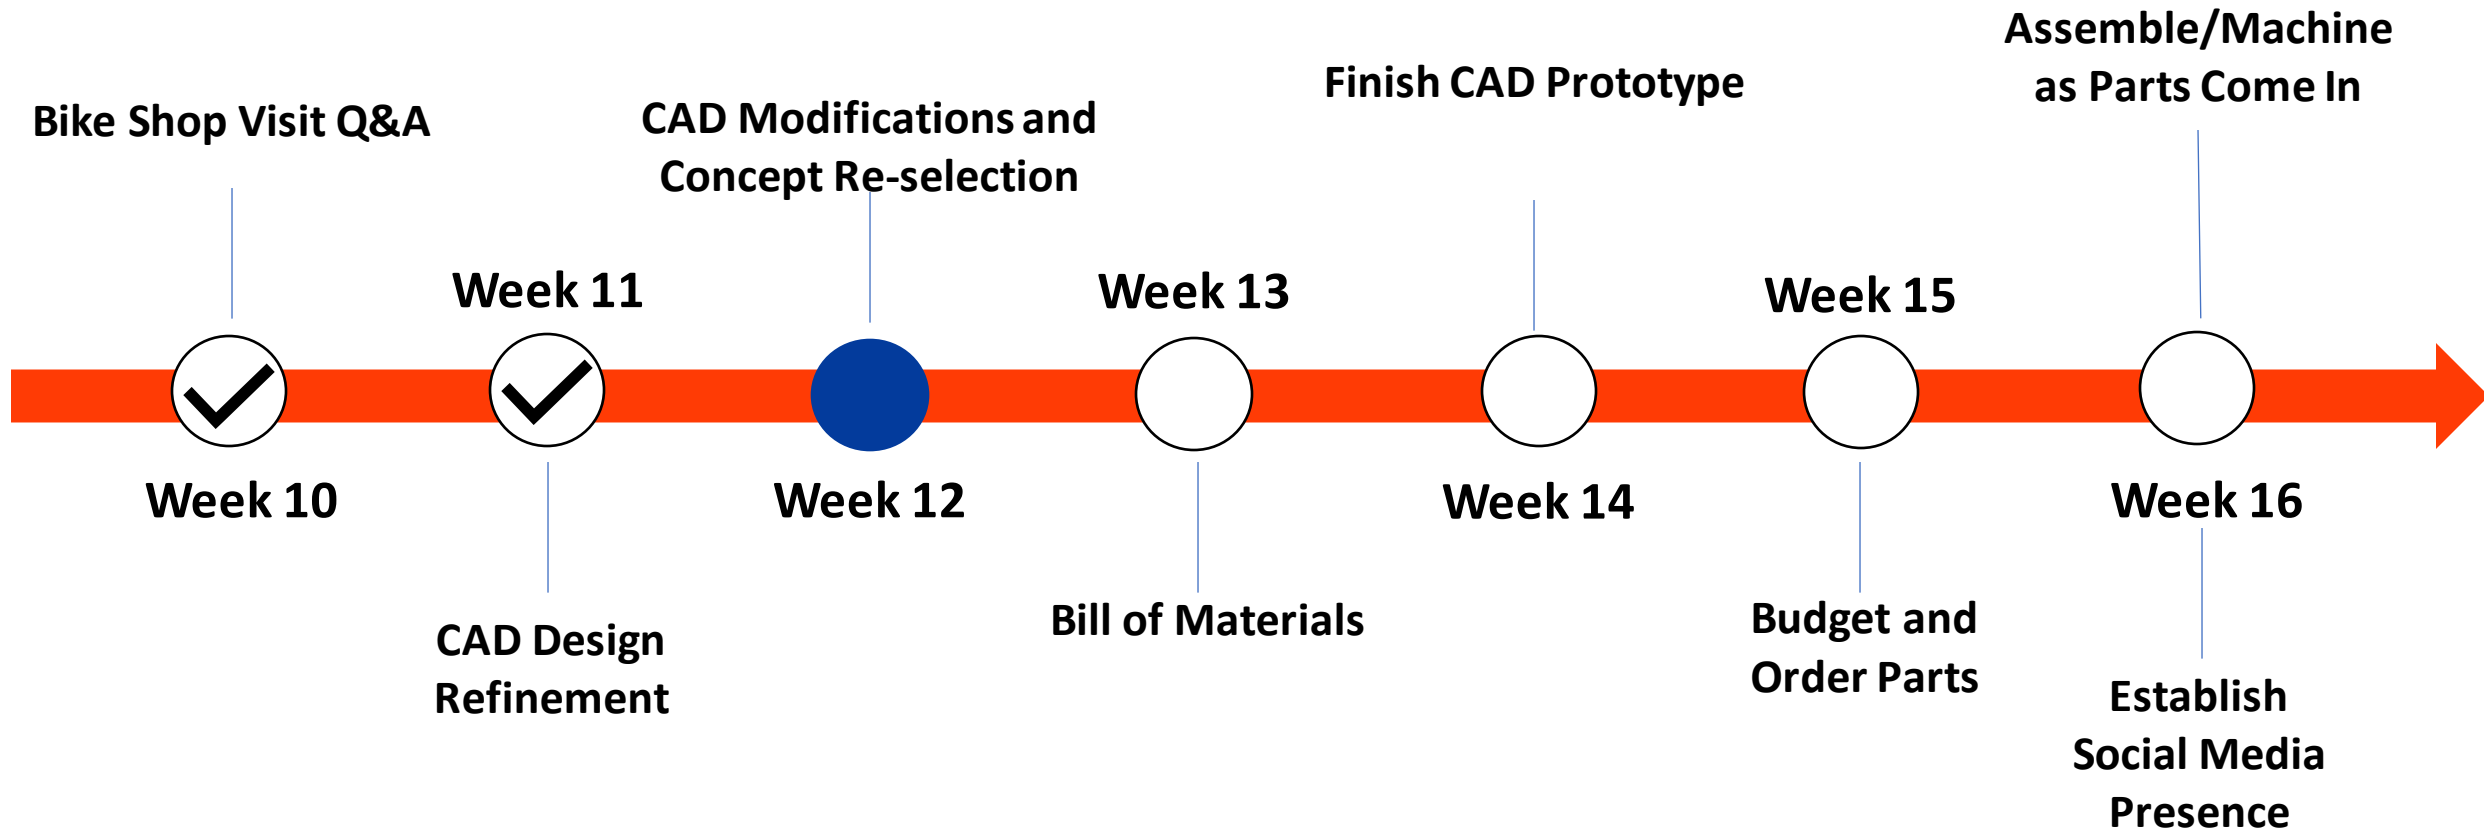 Bike Shop Visit Q&A
Week 10
Week 11
CAD Design
Refinement
CAD Modifications and
Concept Re-selection
Week 12
Week 13
Bill of Materials
Finish CAD Prototype
Week 14
Week 15
Budget and
Order Parts
Assemble/Machine
as Parts Come In
Week 16
Establish
Social Media
Presence